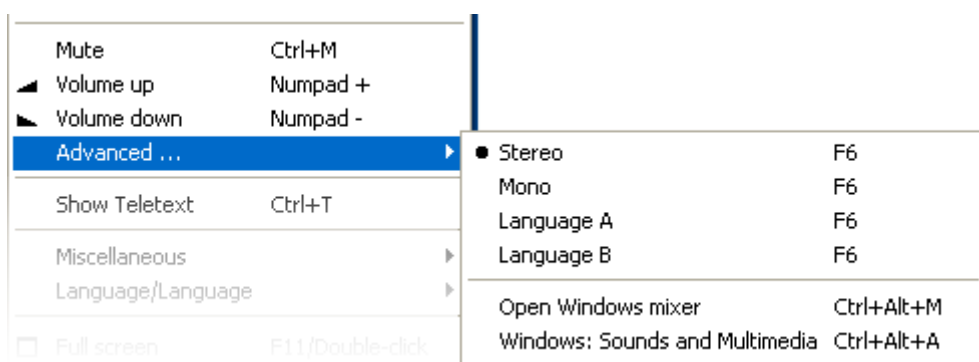 Mute Ctrl+M
Volume up Numpad +
Volume down Numpad -
Advanced ...
Show Teletext Ctrl+T
Miscellaneous
Language/Language
Full screen F11/Double-click
Stereo F6
Mono F6
Language A F6
Language B F6
Open Windows mixer Ctrl+Alt+M
Windows: Sounds and Multimedia Ctrl+Alt+A